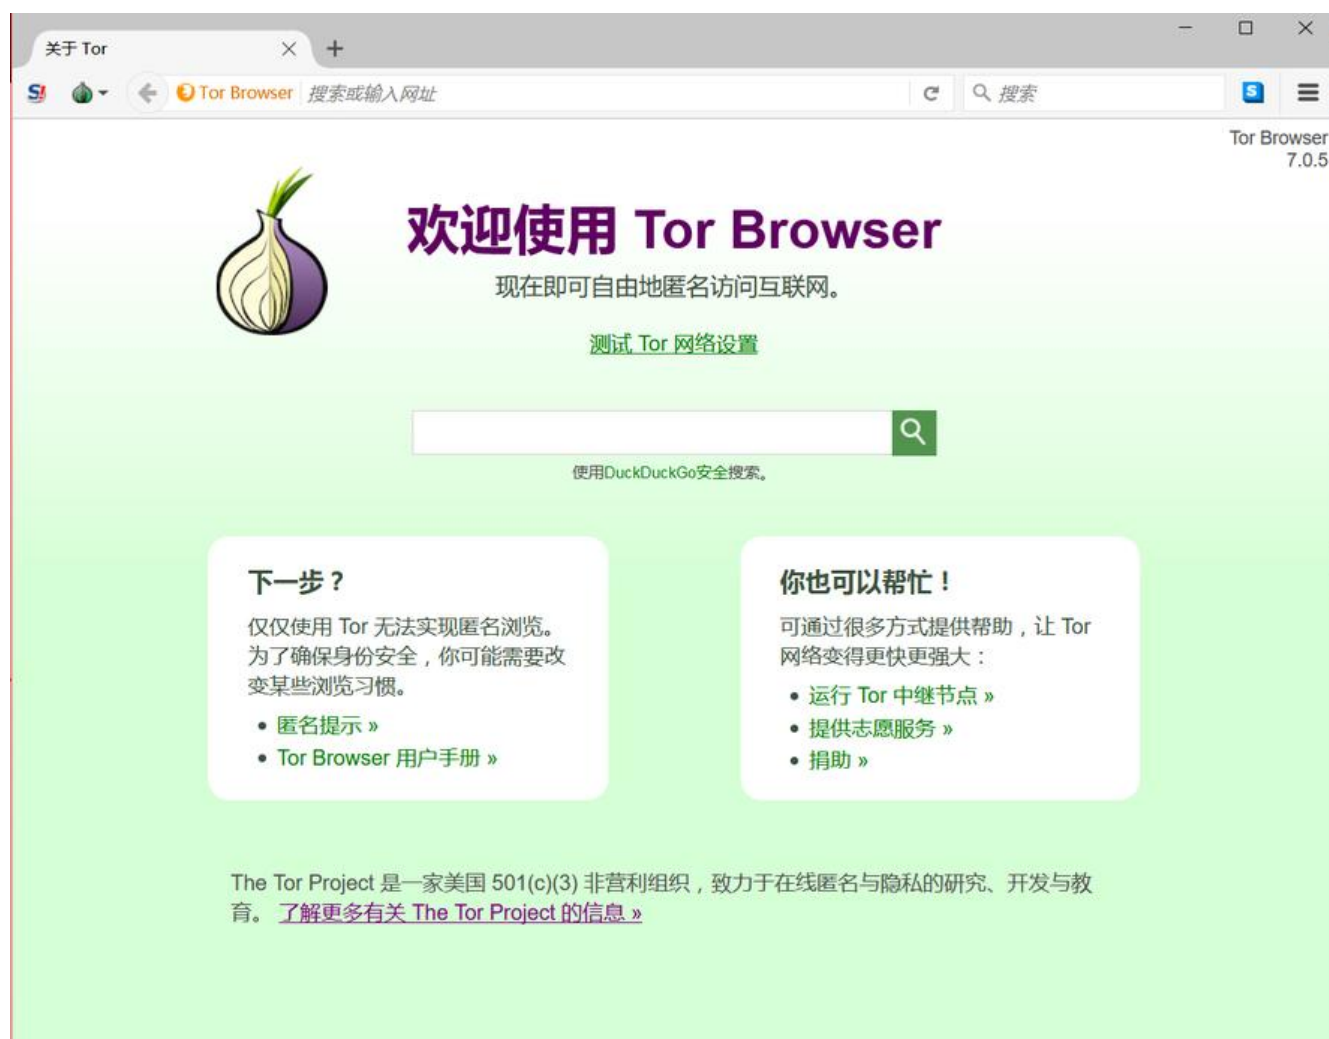 关于 Tor
Tor Browser 搜索或输入网址 搜索
Tor Browser
7.0.5
欢迎使用 Tor Browser
现在即可自由地匿名访问互联网。
测试 Tor 网络设置
使用DuckDuckGo安全搜索。
下一步？
仅仅使用 Tor 无法实现匿名浏览。
为了确保身份安全，你可能需要改
变某些浏览习惯。
• 匿名提示 »
• Tor Browser 用户手册 »
你也可以帮忙！
可通过很多方式提供帮助，让 Tor
网络变得更快更强大：
• 运行 Tor 中继节点 »
• 提供志愿服务 »
• 捐助 »
The Tor Project 是一家美国 501(c)(3) 非营利组织，致力于在线匿名与隐私的研究、开发与教
育。 了解更多有关 The Tor Project 的信息 »